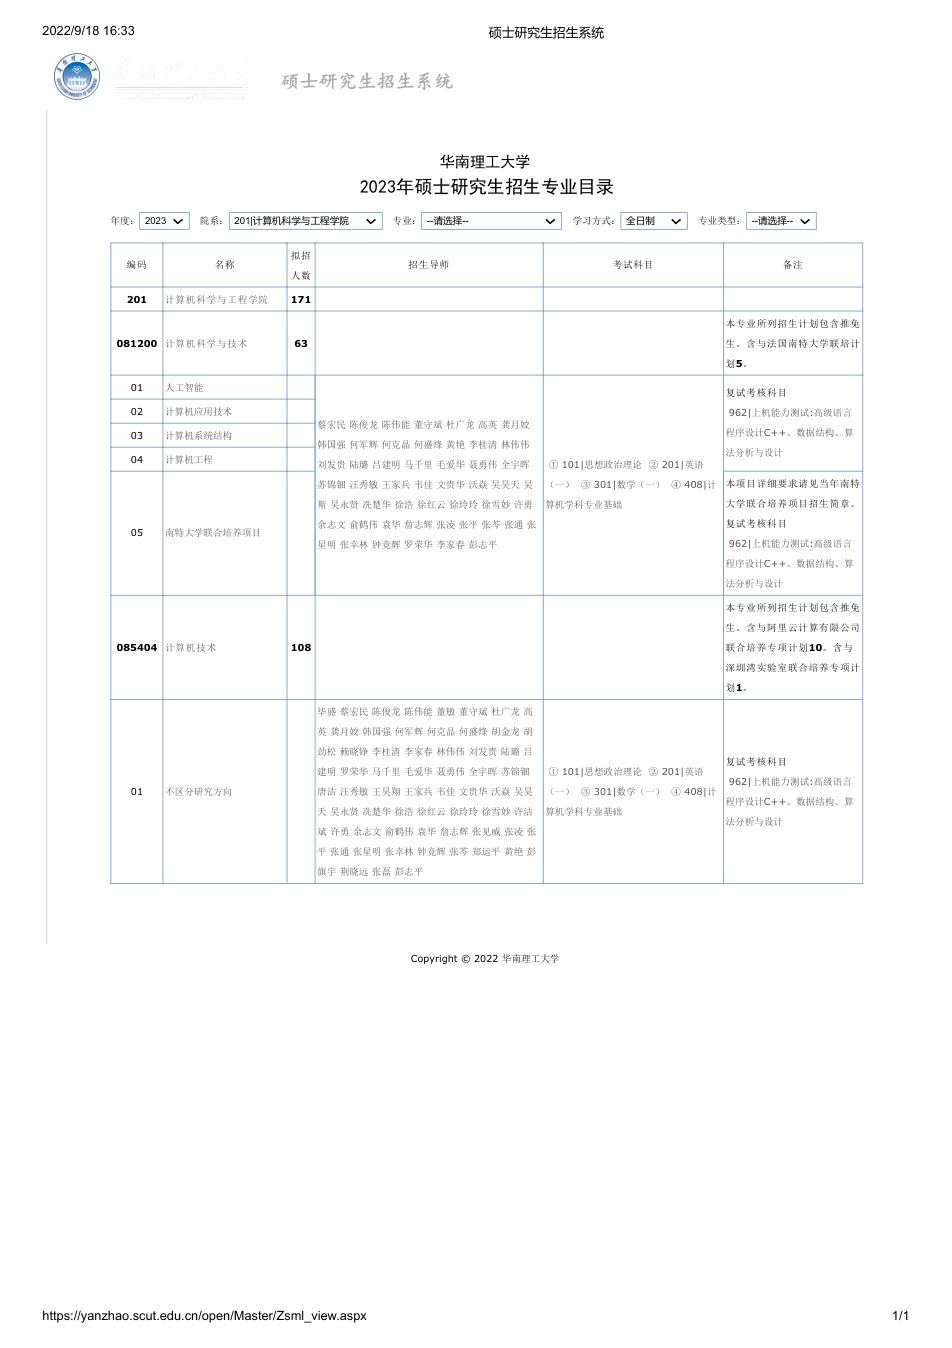 2022/9/18 16:33
硕士研究生招生系统
硕士研究生招生系统
华南理工大学
2023年硕士研究生招生专业目录
年度: 2023 院系: 201|计算机科学与工程学院 专业: --请选择-- 学习方式: 全日制 专业类型: --请选择--
编码 名称 拟招人数 招生导师 考试科目 备注
201 计算机科学与工程学院 171
081200 计算机科学与技术 63
本专业所列招生计划包含推免
生。含与法国南特大学联培计
划5。
01 人工智能
02 计算机应用技术
03 计算机系统结构
04 计算机工程
05 南特大学联合培养项目
蔡宏民 陈俊龙 陈伟能 董守斌 杜广龙 高英 龚月姣
韩国强 何军辉 何克晶 何盛烽 黄艳 李桂清 林伟伟
刘发贵 陆璐 吕建明 马千里 毛爱华 聂勇伟 全宇晖
苏锦钿 汪秀敏 王家兵 韦佳 文贵华 沃焱 吴昊天 吴
斯 吴永贤 冼楚华 徐浩 徐红云 徐玲玲 徐雪妙 许勇
余志文 俞鹤伟 袁华 詹志辉 张凌 张平 张芩 张通 张
星明 张幸林 钟竞辉 罗荣华 李家春 彭志平
① 101|思想政治理论 ② 201|英语
（一） ③ 301|数学（一） ④ 408|计
算机学科专业基础
复试考核科目
962|上机能力测试:高级语言
程序设计C++、数据结构、算
法分析与设计
本项目详细要求请见当年南特
大学联合培养项目招生简章。
复试考核科目
962|上机能力测试:高级语言
程序设计C++、数据结构、算
法分析与设计
085404 计算机技术 108
本专业所列招生计划包含推免
生。含与阿里云计算有限公司
联合培养专项计划10。含与
深圳湾实验室联合培养专项计
划1。
01 不区分研究方向
毕盛 蔡宏民 陈俊龙 陈伟能 董敏 董守斌 杜广龙 高
英 龚月姣 韩国强 何军辉 何克晶 何盛烽 胡金龙 胡
劲松 赖晓铮 李桂清 李家春 林伟伟 刘发贵 陆璐 吕
建明 罗荣华 马千里 毛爱华 聂勇伟 全宇晖 苏锦钿
唐洁 汪秀敏 王昊翔 王家兵 韦佳 文贵华 沃焱 吴昊
天 吴永贤 冼楚华 徐浩 徐红云 徐玲玲 徐雪妙 许洁
斌 许勇 余志文 俞鹤伟 袁华 詹志辉 张见威 张凌 张
平 张通 张星明 张幸林 钟竞辉 张芩 郑运平 黄艳 彭
旗宇 荆晓远 张磊 彭志平
① 101|思想政治理论 ② 201|英语
（一） ③ 301|数学（一） ④ 408|计
算机学科专业基础
复试考核科目
962|上机能力测试:高级语言
程序设计C++、数据结构、算
法分析与设计
Copyright © 2022 华南理工大学
https://yanzhao.scut.edu.cn/open/Master/Zsml_view.aspx
1/1